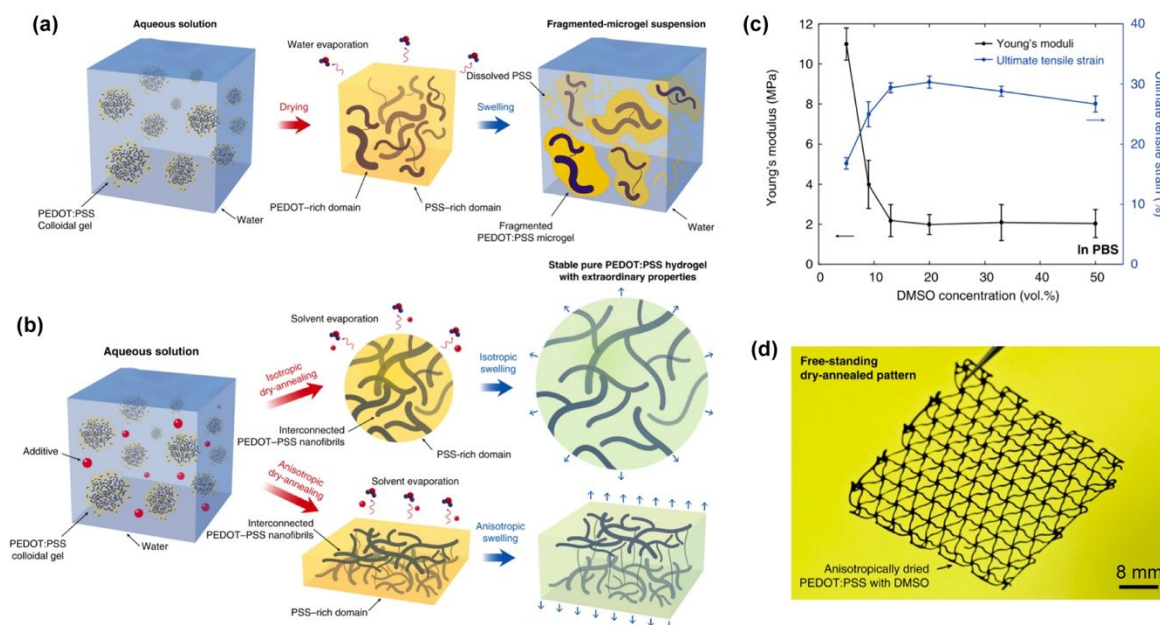 (a)
Aqueous solution
PEDOT:PSS
Colloidal gel
Water
Water evaporation
Drying
PEDOT–rich domain
PSS–rich domain
Swelling
Fragmented-microgel suspension
Dissolved PSS
Fragmented
PEDOT:PSS microgel
Water
(b)
Aqueous solution
Additive
PEDOT:PSS
colloidal gel
Water
Isotropic
dry-annealing
Solvent evaporation
Interconnected
PEDOT–PSS nanofibrils
PSS-rich domain
Isotropic
swelling
Stable pure PEDOT:PSS hydrogel
with extraordinary properties
Anisotropic
dry-annealing
Solvent evaporation
Interconnected
PEDOT–PSS nanofibrils
PSS–rich domain
Anisotropic
swelling
(c)
Young's modulus (MPa)
12
10
8
6
4
2
0
Young's moduli
Ultimate tensile strain
40
30
20
10
0
Ultimate tensile strain (%)
In PBS
0 10 20 30 40 50
DMSO concentration (vol.%)
(d)
Free-standing
dry-annealed pattern
Anisotropically dried
PEDOT:PSS with DMSO
8 mm